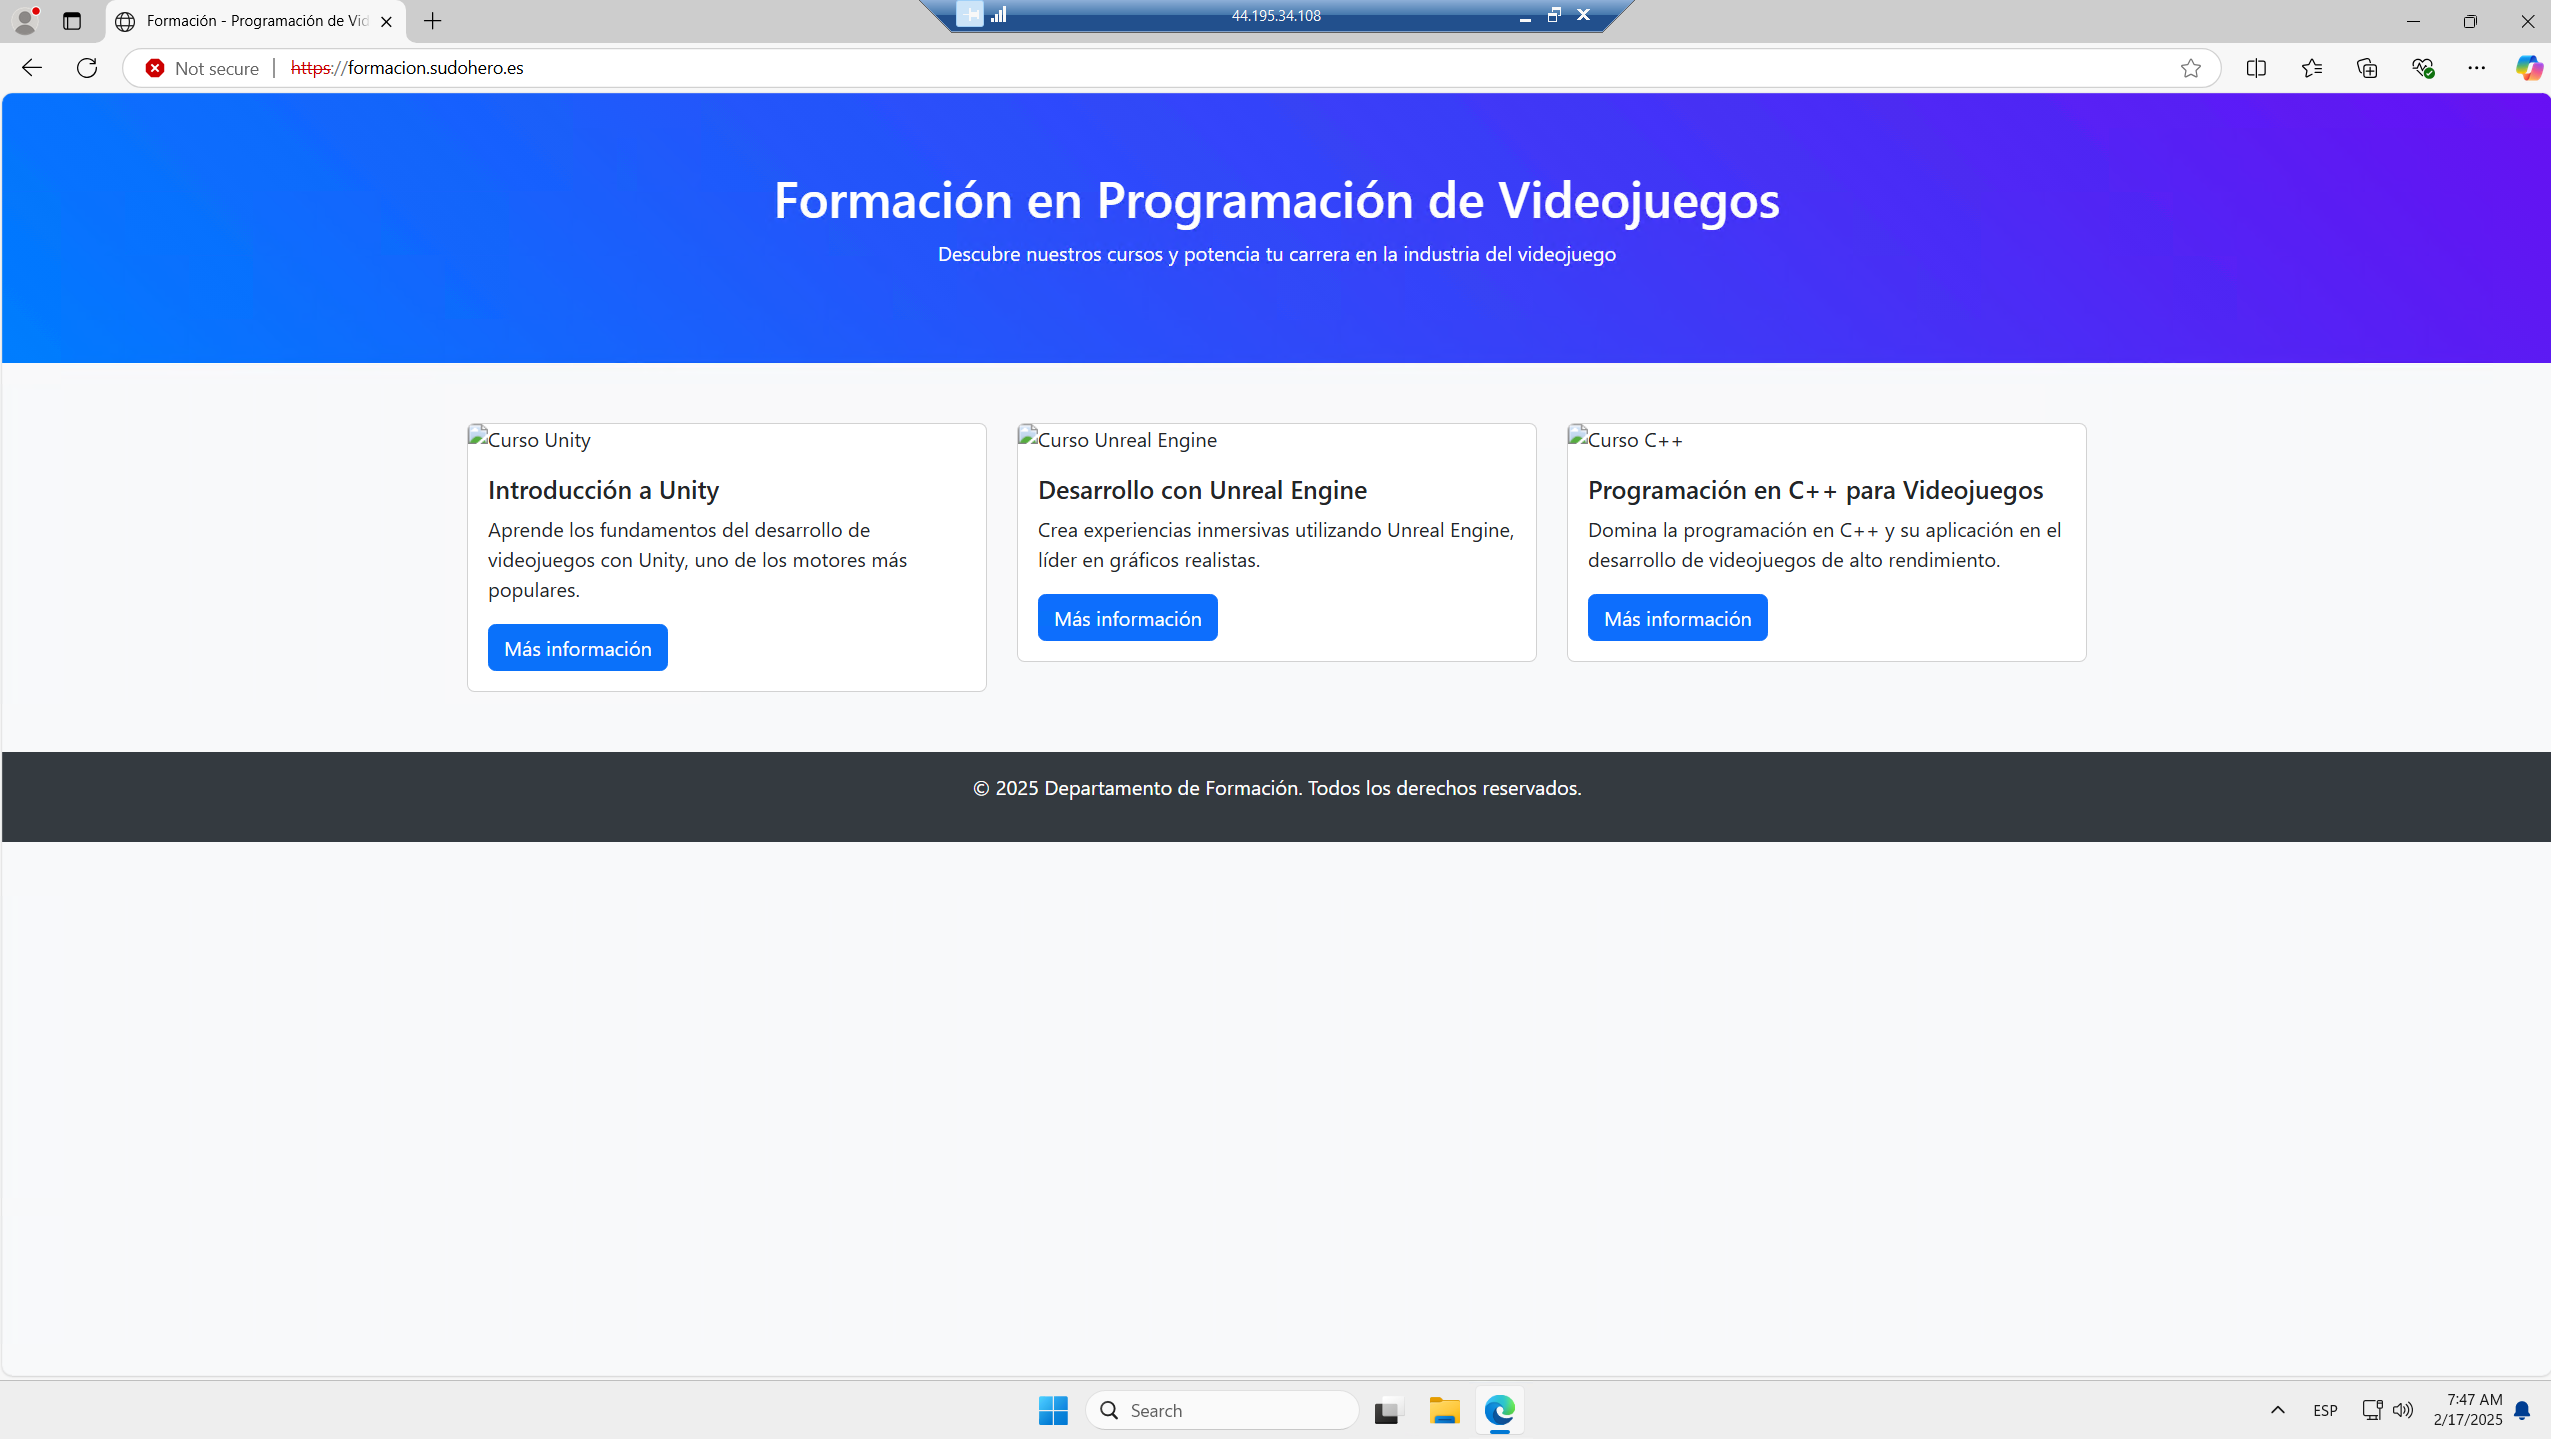 Formación - Programación de Vid
44.195.34.108
Not secure
https://formacion.sudohero.es
Formación en Programación de Videojuegos
Descubre nuestros cursos y potencia tu carrera en la industria del videojuego
Curso Unity
Introducción a Unity
Aprende los fundamentos del desarrollo de
videojuegos con Unity, uno de los motores más
populares.
Más información
Curso Unreal Engine
Desarrollo con Unreal Engine
Crea experiencias inmersivas utilizando Unreal Engine,
líder en gráficos realistas.
Más información
Curso C++
Programación en C++ para Videojuegos
Domina la programación en C++ y su aplicación en el
desarrollo de videojuegos de alto rendimiento.
Más información
© 2025 Departamento de Formación. Todos los derechos reservados.
Search
ESP
7:47 AM
2/17/2025